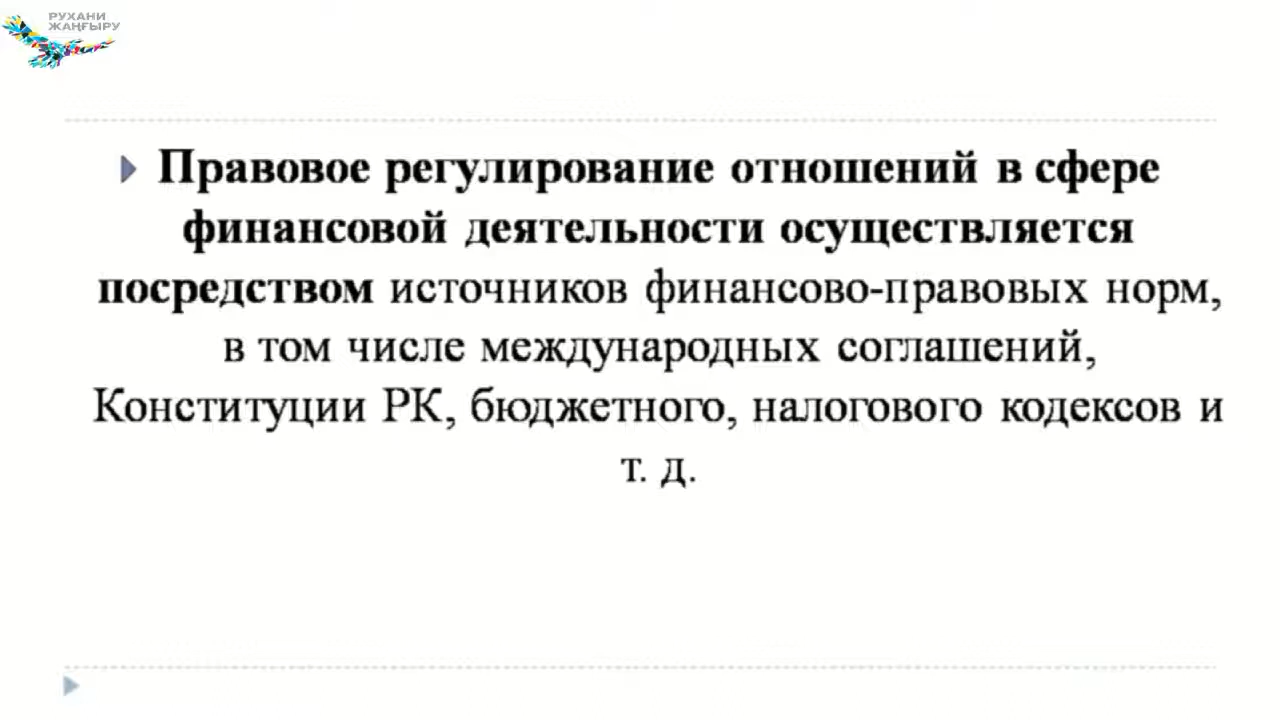 РУХАНИ
ЖАҢҒЫРУ
Правовое регулирование отношений в сфере
финансовой деятельности осуществляется
посредством источников финансово-правовых норм,
в том числе международных соглашений,
Конституции РК, бюджетного, налогового кодексов и
т. д.